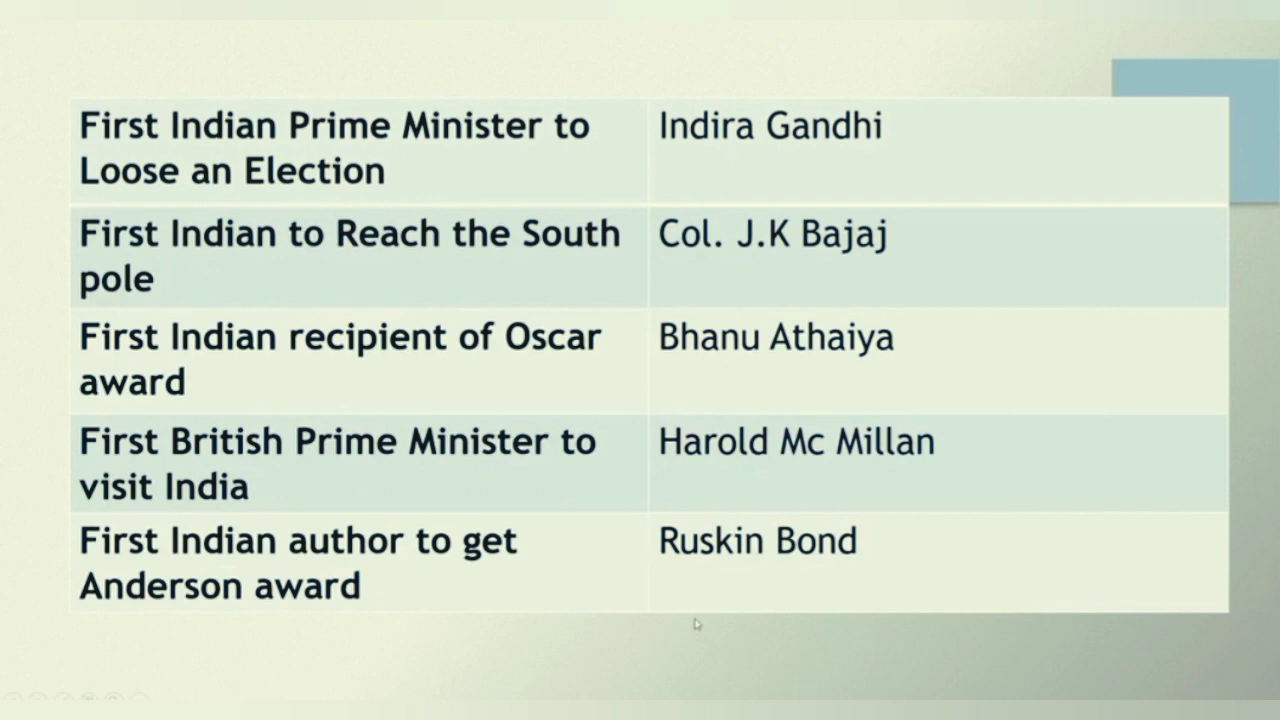 First Indian Prime Minister to
Loose an Election
Indira Gandhi
First Indian to Reach the South
pole
Col. J.K Bajaj
First Indian recipient of Oscar
award
Bhanu Athaiya
First British Prime Minister to
visit India
Harold Mc Millan
First Indian author to get
Anderson award
Ruskin Bond